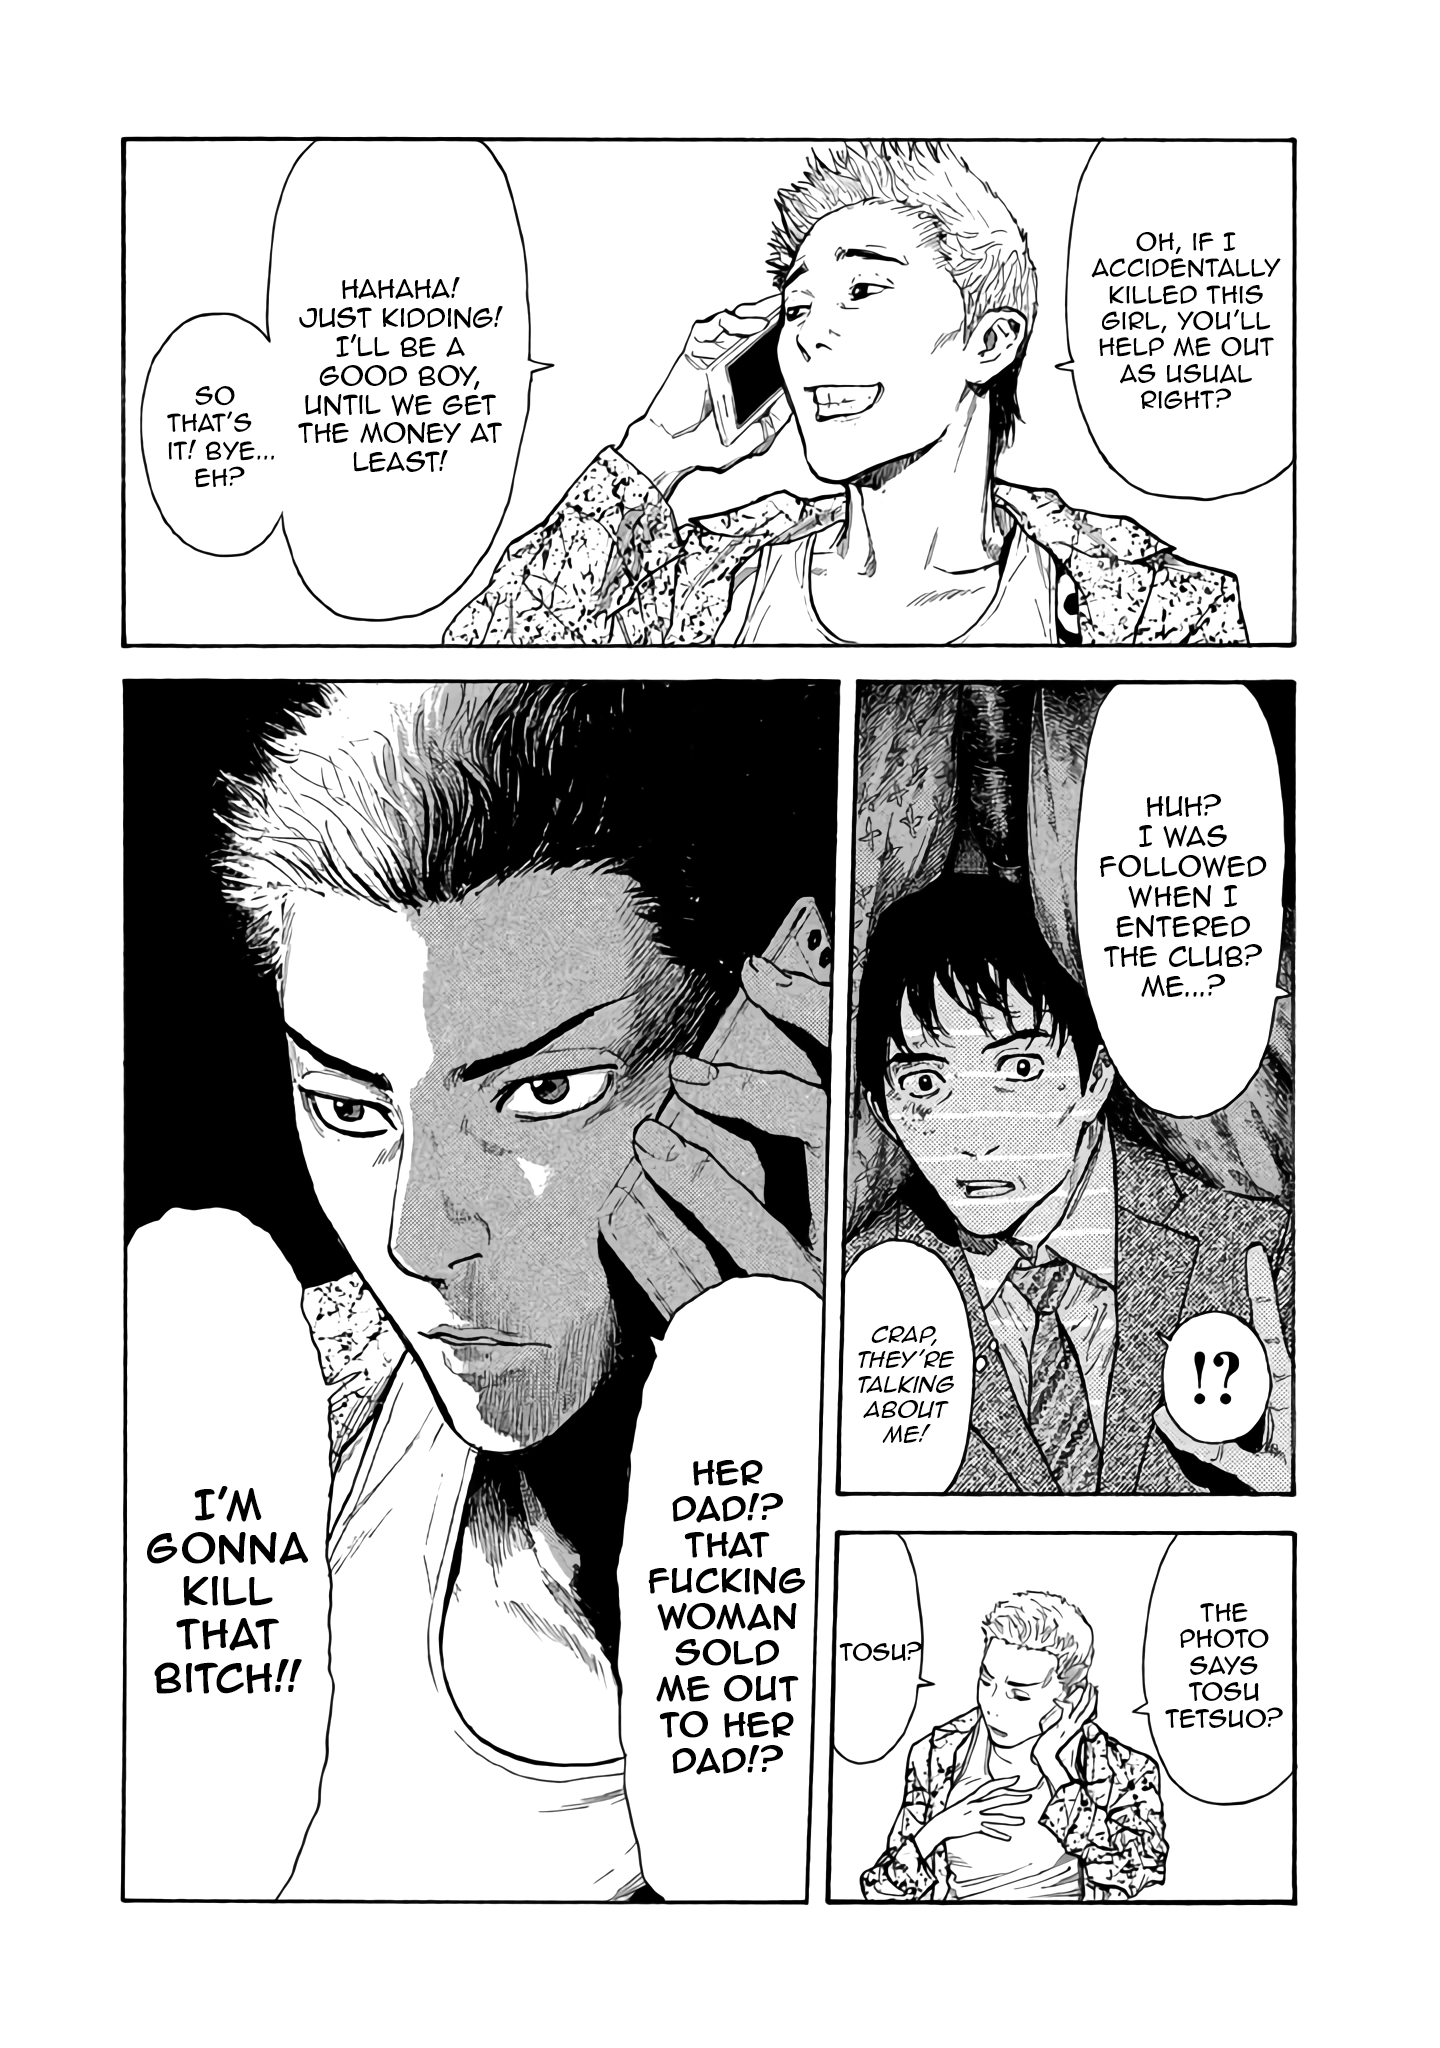 OH, IF I
ACCIDENTALLY
KILLED THIS
GIRL, YOU'LL
HELP ME OUT
AS USUAL
RIGHT?
HAHAHA!
JUST KIDDING!
I'LL BE A
GOOD BOY,
UNTIL WE GET
THE MONEY AT
LEAST!
SO
THAT'S
IT! BYE...
EH?
HUH?
I WAS
FOLLOWED
WHEN I
ENTERED
THE CLUB?
ME...?
!?
CRAP,
THEY'RE
TALKING
ABOUT
ME!
THE
PHOTO
SAYS
TOSU
TETSUO?
TOSU?
HER
DAD!?
THAT
FUCKING
WOMAN
SOLD
ME OUT
TO HER
DAD!?
I'M
GONNA
KILL
THAT
BITCH!!